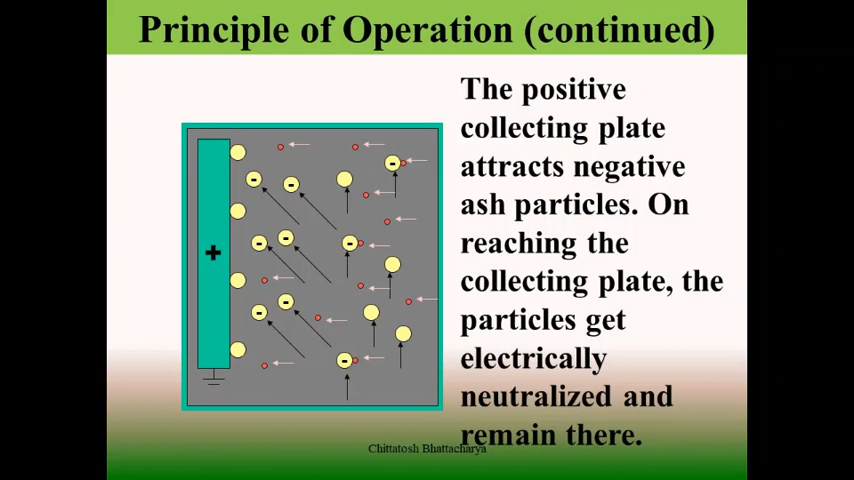 Principle of Operation (continued)
The positive
collecting plate
attracts negative
ash particles. On
reaching the
collecting plate, the
particles get
electrically
neutralized and
remain there.
+
- - - - - - - - - -
Chittatosh Bhattacharya